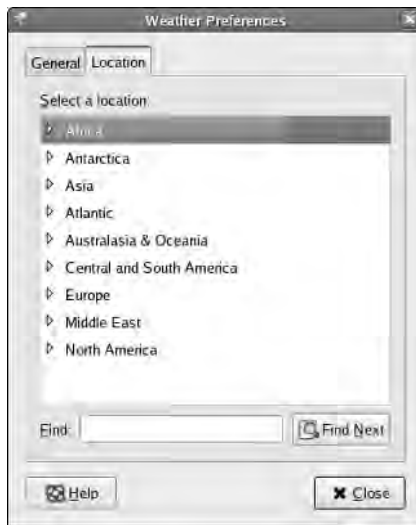 Weather Preferences
General Location
Select a location
Africa
Antarctica
Asia
Atlantic
Australasia & Oceania
Central and South America
Europe
Middle East
North America
Find: Find Next
Help Close